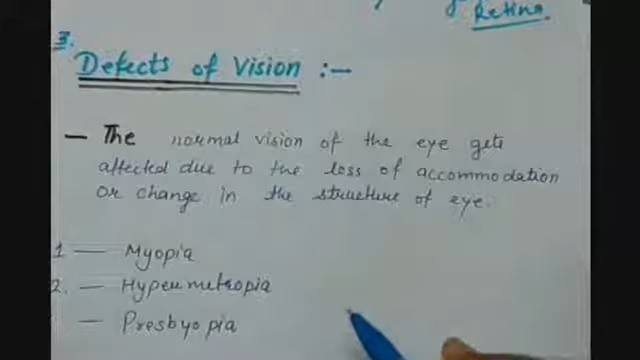 Retina.
3.
Defects of Vision :-
— The normal vision of the eye gets
affected due to the loss of accommodation
or change in the structure of eye.
1 — Myopia
2. — Hypermetropia
— Presbyopia